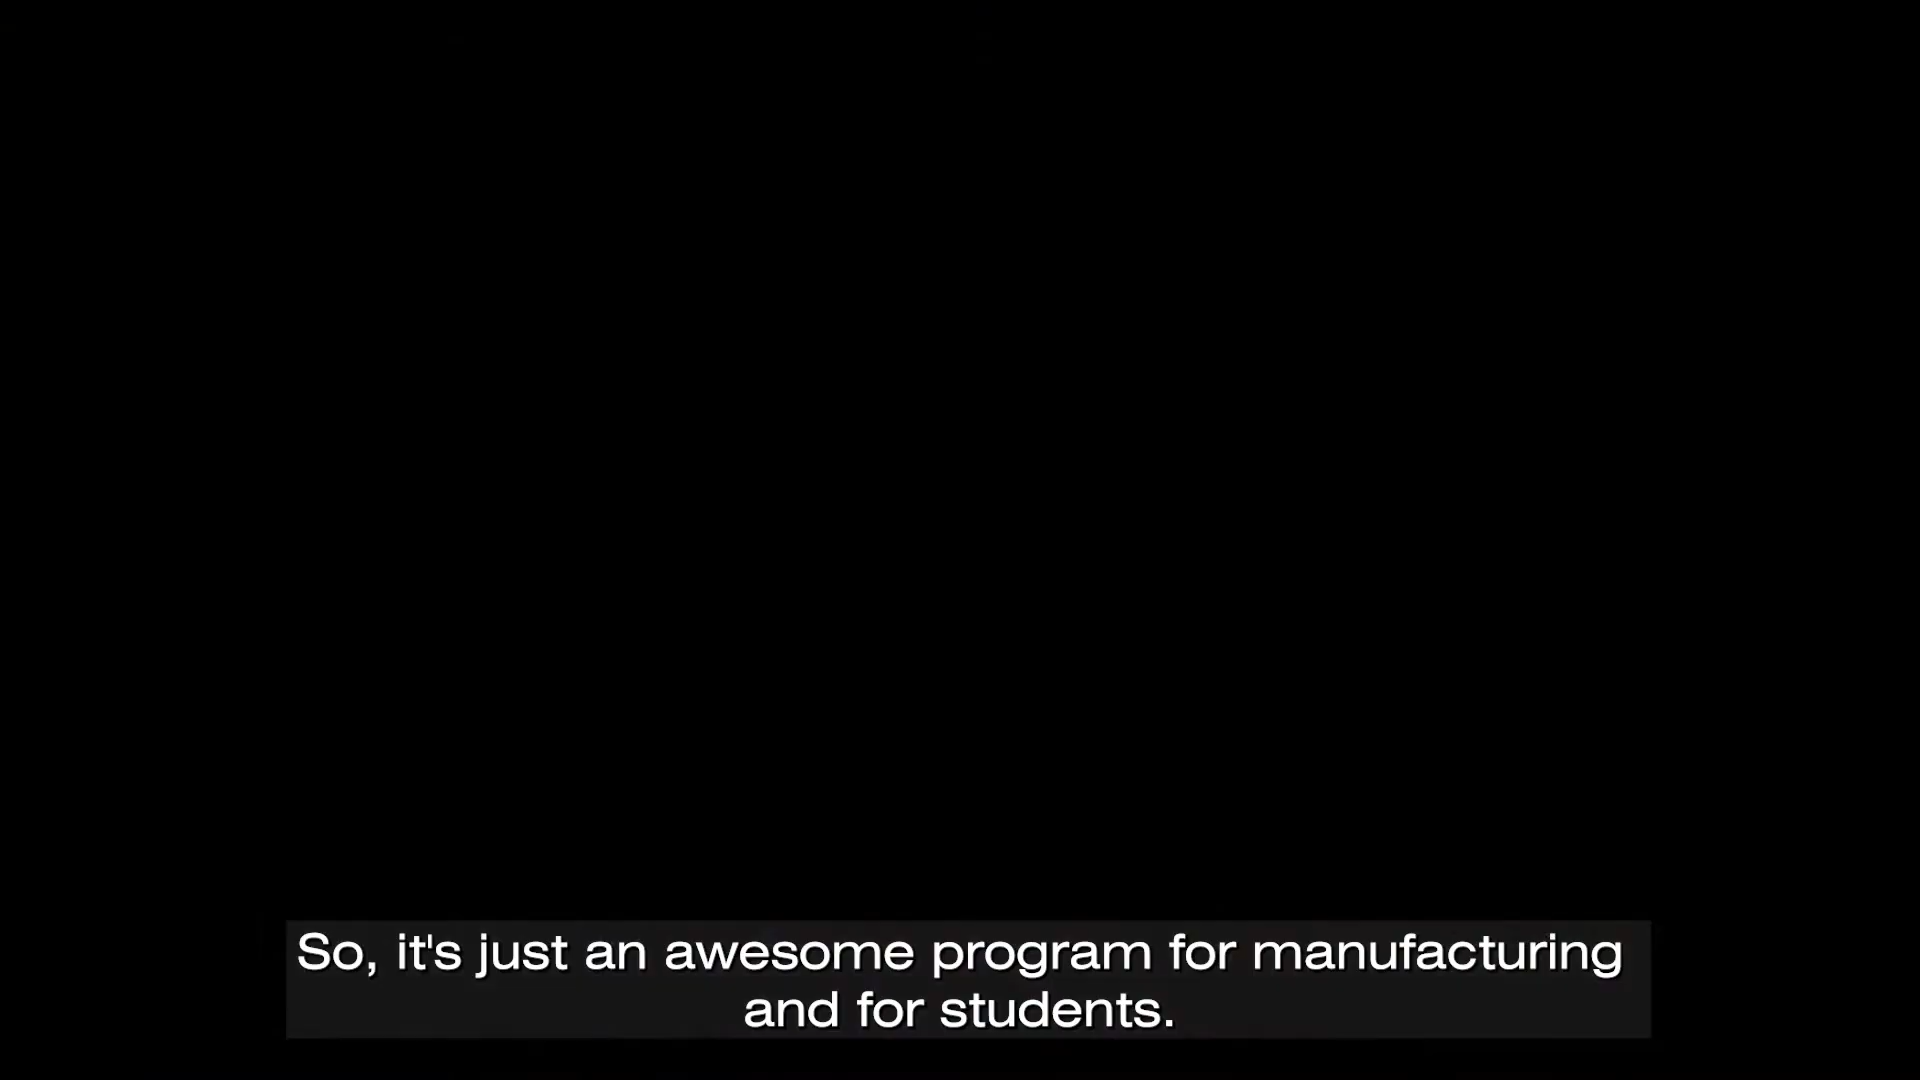 So, it's just an awesome program for manufacturing
and for students.